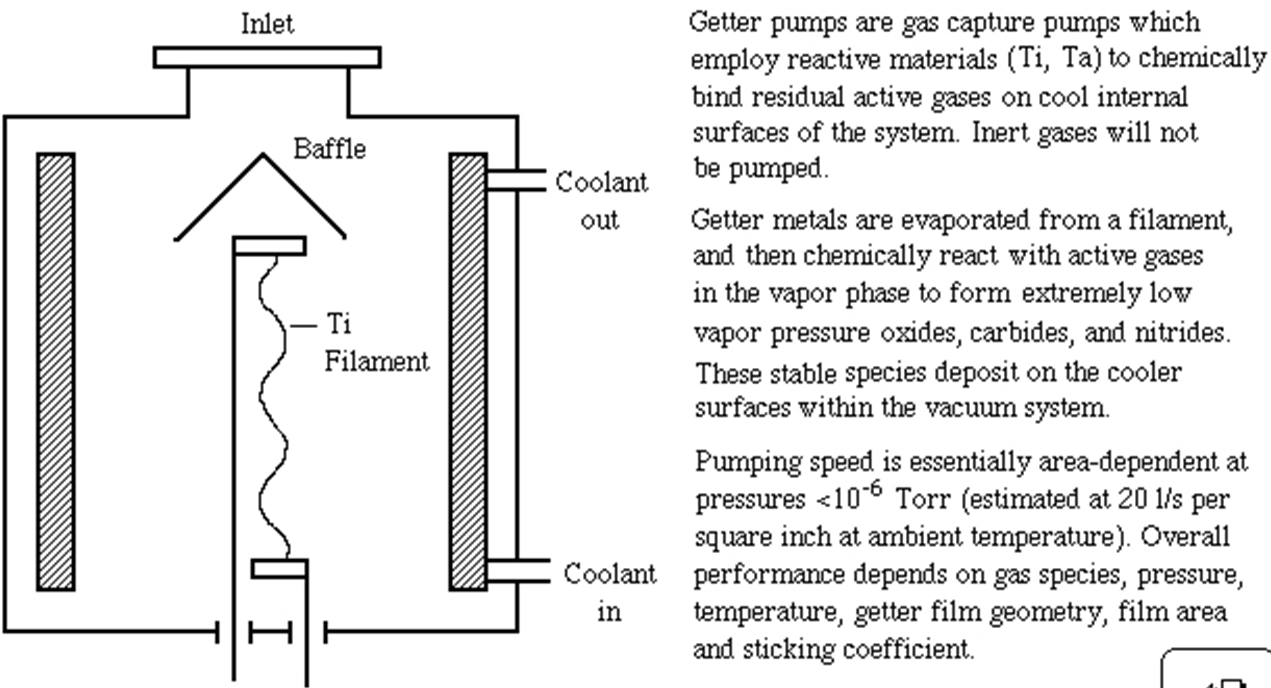 Inlet
Baffle
Coolant
out
Ti
Filament
Coolant
in
Getter pumps are gas capture pumps which
employ reactive materials (Ti, Ta) to chemically
bind residual active gases on cool internal
surfaces of the system. Inert gases will not
be pumped.
Getter metals are evaporated from a filament,
and then chemically react with active gases
in the vapor phase to form extremely low
vapor pressure oxides, carbides, and nitrides.
These stable species deposit on the cooler
surfaces within the vacuum system.
Pumping speed is essentially area-dependent at
pressures <10⁻⁶ Torr (estimated at 20 l/s per
square inch at ambient temperature). Overall
performance depends on gas species, pressure,
temperature, getter film geometry, film area
and sticking coefficient.